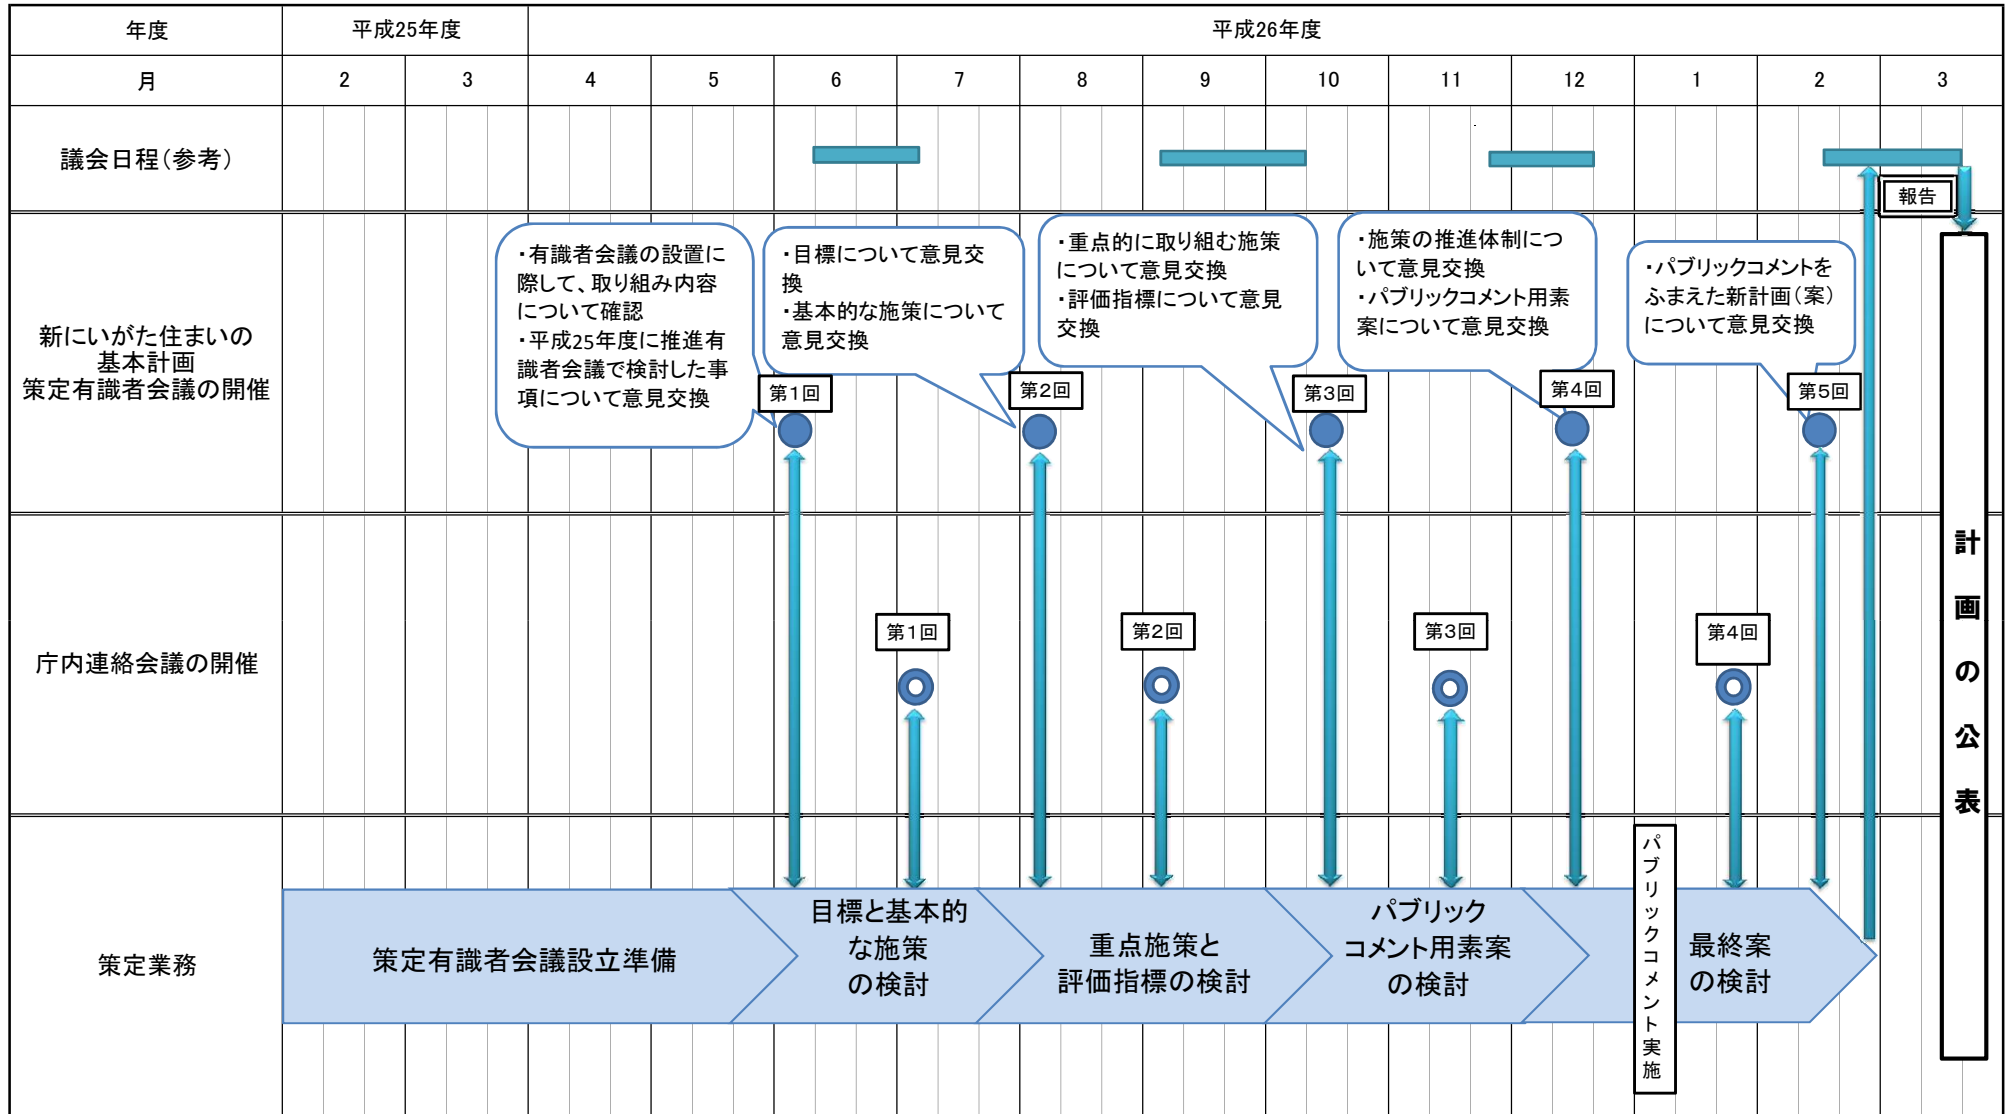 年度
平成25年度
平成26年度
月
2
3
4
5
6
7
8
9
10
11
12
1
2
3
議会日程(参考)
報告
新にいがた住まいの
基本計画
策定有識者会議の開催
・有識者会議の設置に
際して、取り組み内容
について確認
・平成25年度に推進有
識者会議で検討した事
項について意見交換
・目標について意見交
換
・基本的な施策について
意見交換
・重点的に取り組む施策
について意見交換
・評価指標について意見
交換
・施策の推進体制につ
いて意見交換
・パブリックコメント用素
案について意見交換
・パブリックコメントを
ふまえた新計画(案)
について意見交換
第1回
第2回
第3回
第4回
第5回
庁内連絡会議の開催
第1回
第2回
第3回
第4回
計画の公表
策定業務
策定有識者会議設立準備
目標と基本的
な施策
の検討
重点施策と
評価指標の検討
パブリック
コメント用素案
の検討
パブリックコメント実施
最終案
の検討